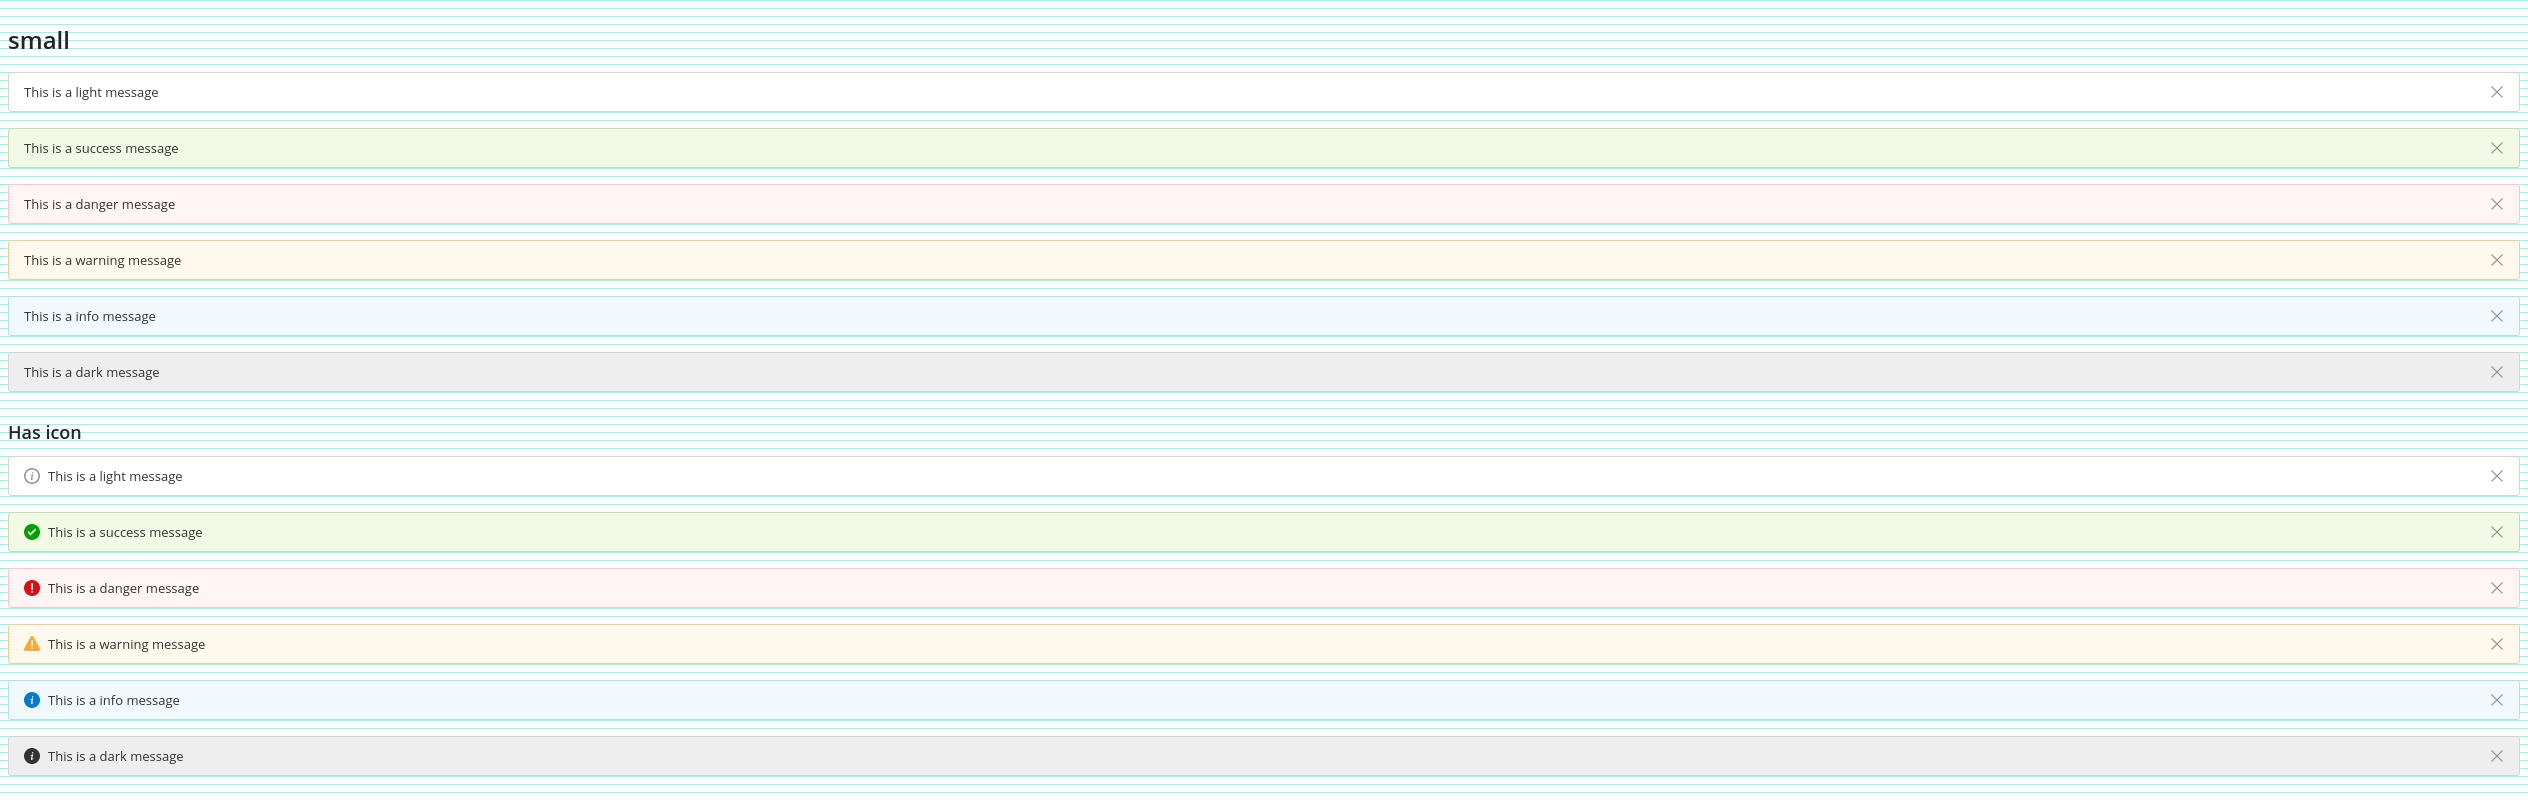 small
This is a light message
This is a success message
This is a danger message
This is a warning message
This is a info message
This is a dark message
Has icon
This is a light message
This is a success message
This is a danger message
This is a warning message
This is a info message
This is a dark message